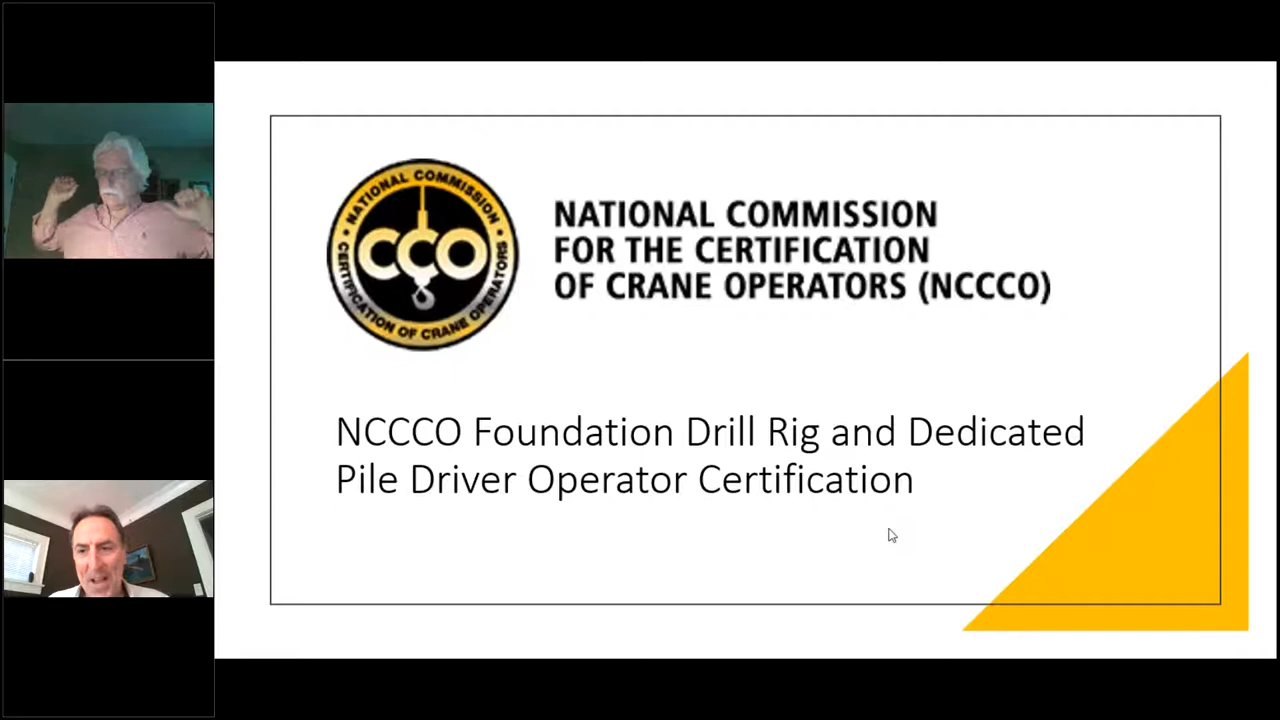 NATIONAL COMMISSION
CERTIFICATION OF CRANE OPERATORS
CCO
NATIONAL COMMISSION
FOR THE CERTIFICATION
OF CRANE OPERATORS (NCCCO)
NCCCO Foundation Drill Rig and Dedicated
Pile Driver Operator Certification